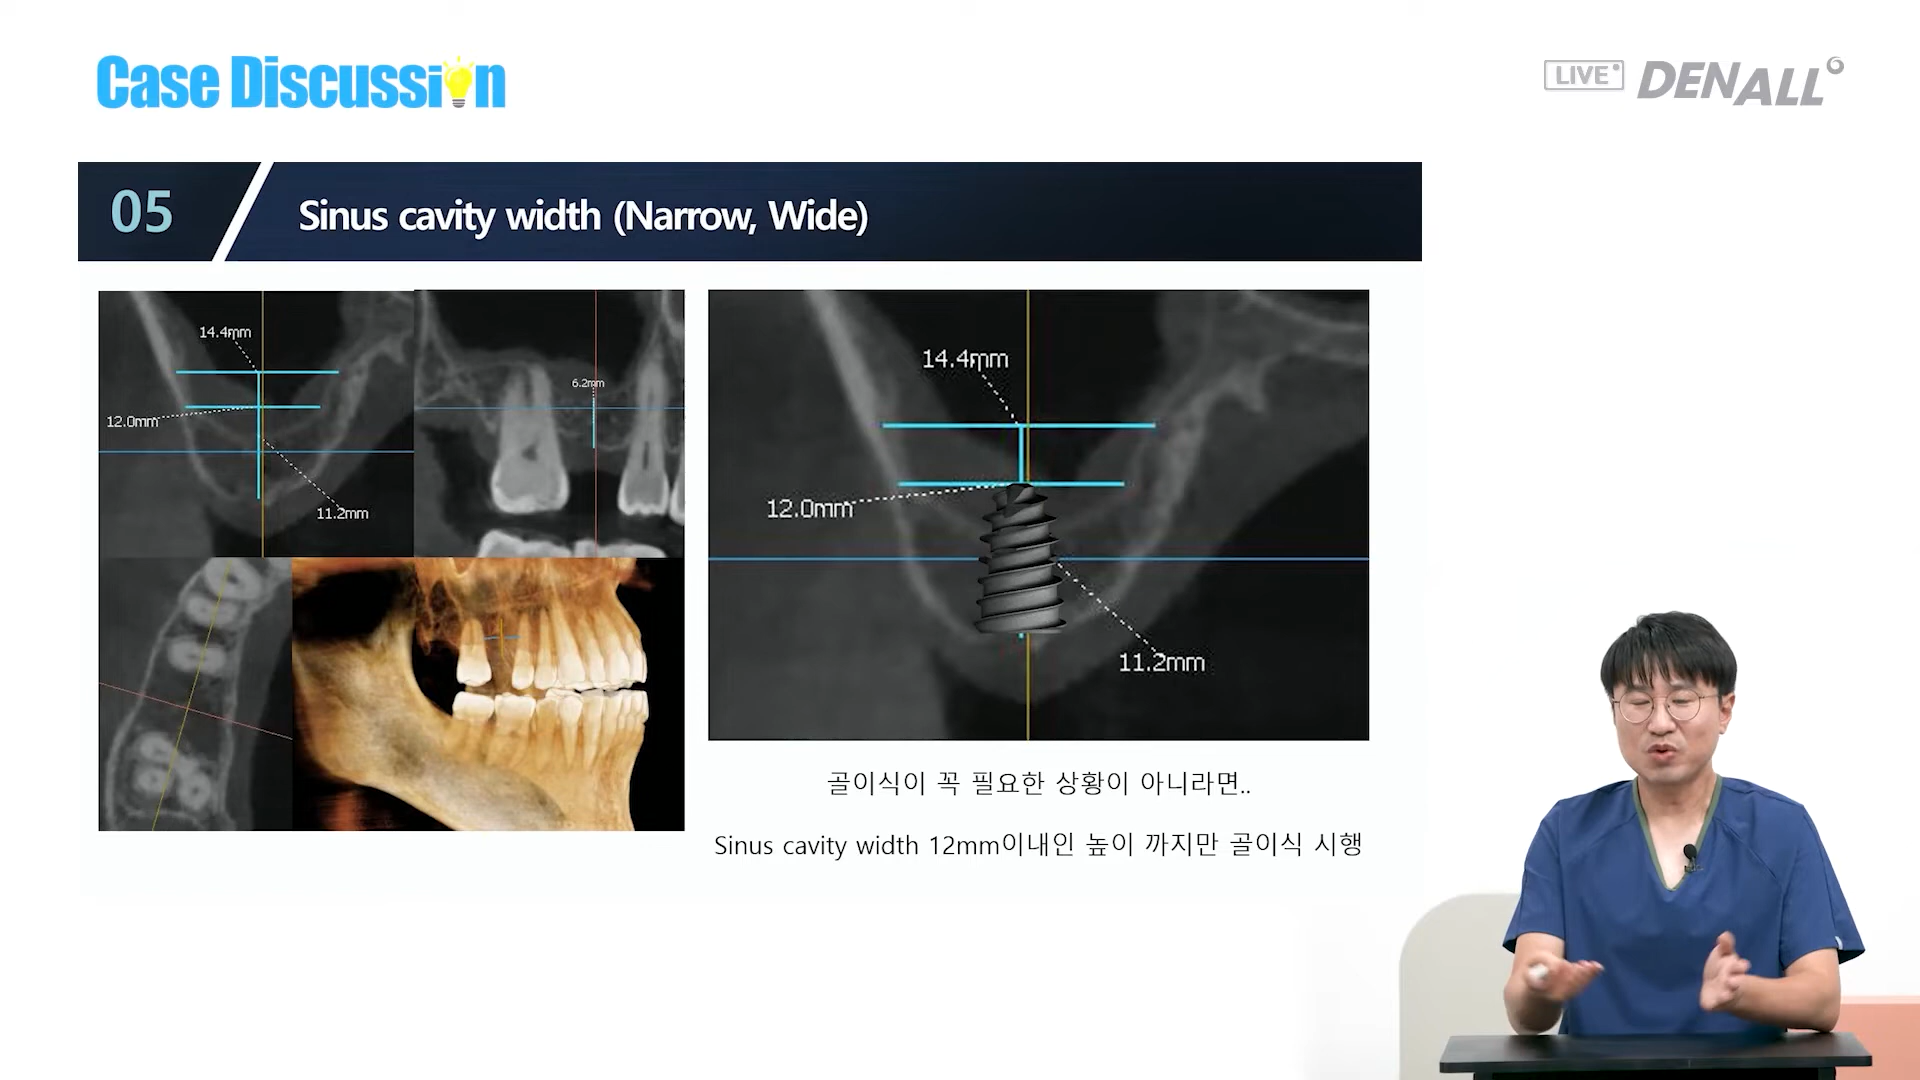 Case Discussion
LIVE DENALL
05 Sinus cavity width (Narrow, Wide)
14.4mm
12.0mm
11.2mm
6.2mm
14.4mm
12.0mm
11.2mm
골이식이 꼭 필요한 상황이 아니라면..
Sinus cavity width 12mm이내인 높이 까지만 골이식 시행